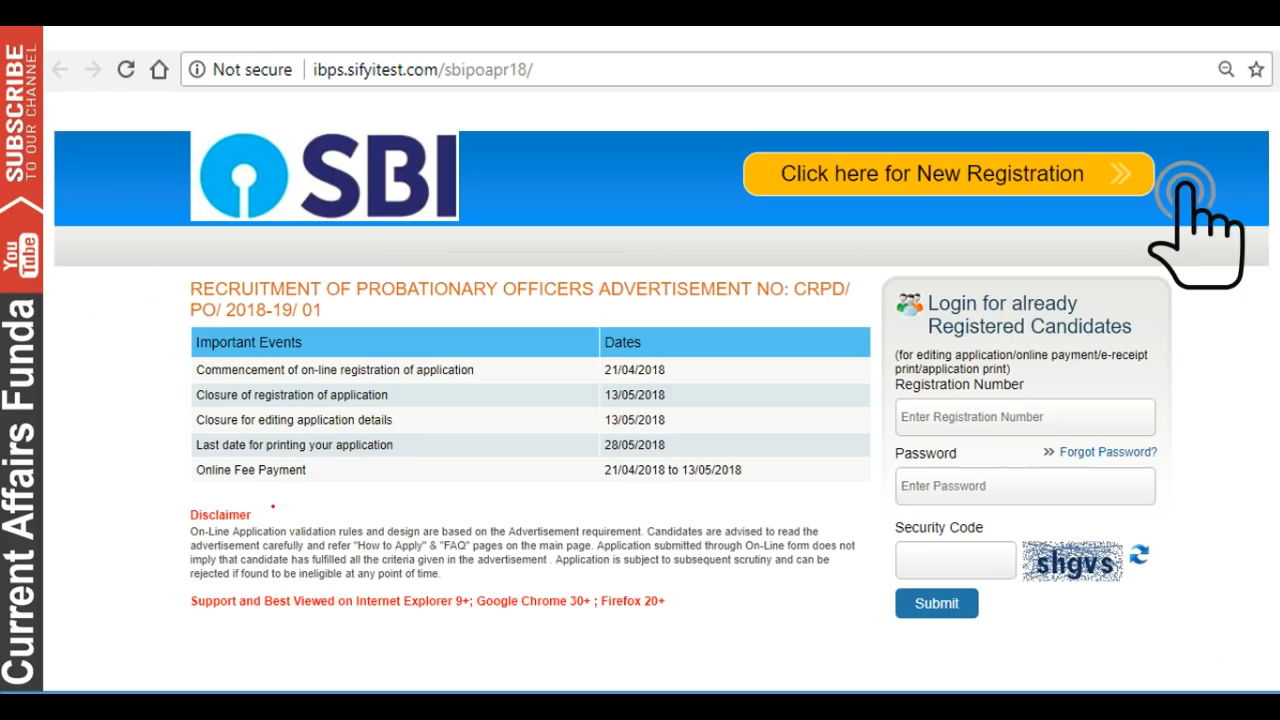 SUBSCRIBE
TO OUR CHANNEL
You
Tube
Current Affairs Funda
Not secure
ibps.sifyitest.com/sbipoapr18/
SBI
Click here for New Registration
RECRUITMENT OF PROBATIONARY OFFICERS ADVERTISEMENT NO: CRPD/
PO/ 2018-19/ 01
Important Events Dates
Commencement of on-line registration of application 21/04/2018
Closure of registration of application 13/05/2018
Closure for editing application details 13/05/2018
Last date for printing your application 28/05/2018
Online Fee Payment 21/04/2018 to 13/05/2018
Disclaimer
On-Line Application validation rules and design are based on the Advertisement requirement. Candidates are advised to read the
advertisement carefully and refer "How to Apply" & "FAQ" pages on the main page. Application submitted through On-Line form does not
imply that candidate has fulfilled all the criteria given in the advertisement . Application is subject to subsequent scrutiny and can be
rejected if found to be ineligible at any point of time.
Support and Best Viewed on Internet Explorer 9+; Google Chrome 30+ ; Firefox 20+
Login for already
Registered Candidates
(for editing application/online payment/e-receipt
print/application print)
Registration Number
Enter Registration Number
Password >> Forgot Password?
Enter Password
Security Code
shgvs
Submit